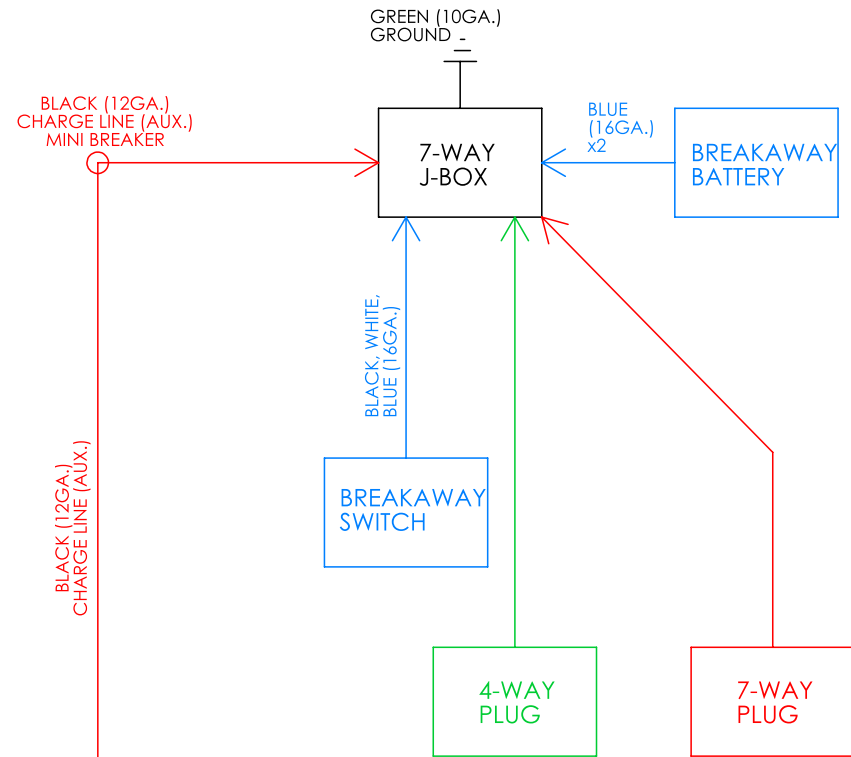 GREEN (10GA.)
GROUND
BLACK (12GA.)
CHARGE LINE (AUX.)
MINI BREAKER
7-WAY
J-BOX
BLUE
(16GA.)
x2
BREAKAWAY
BATTERY
BLACK, WHITE,
BLUE (16GA.)
BLACK (12GA.)
CHARGE LINE (AUX.)
BREAKAWAY
SWITCH
4-WAY
PLUG
7-WAY
PLUG